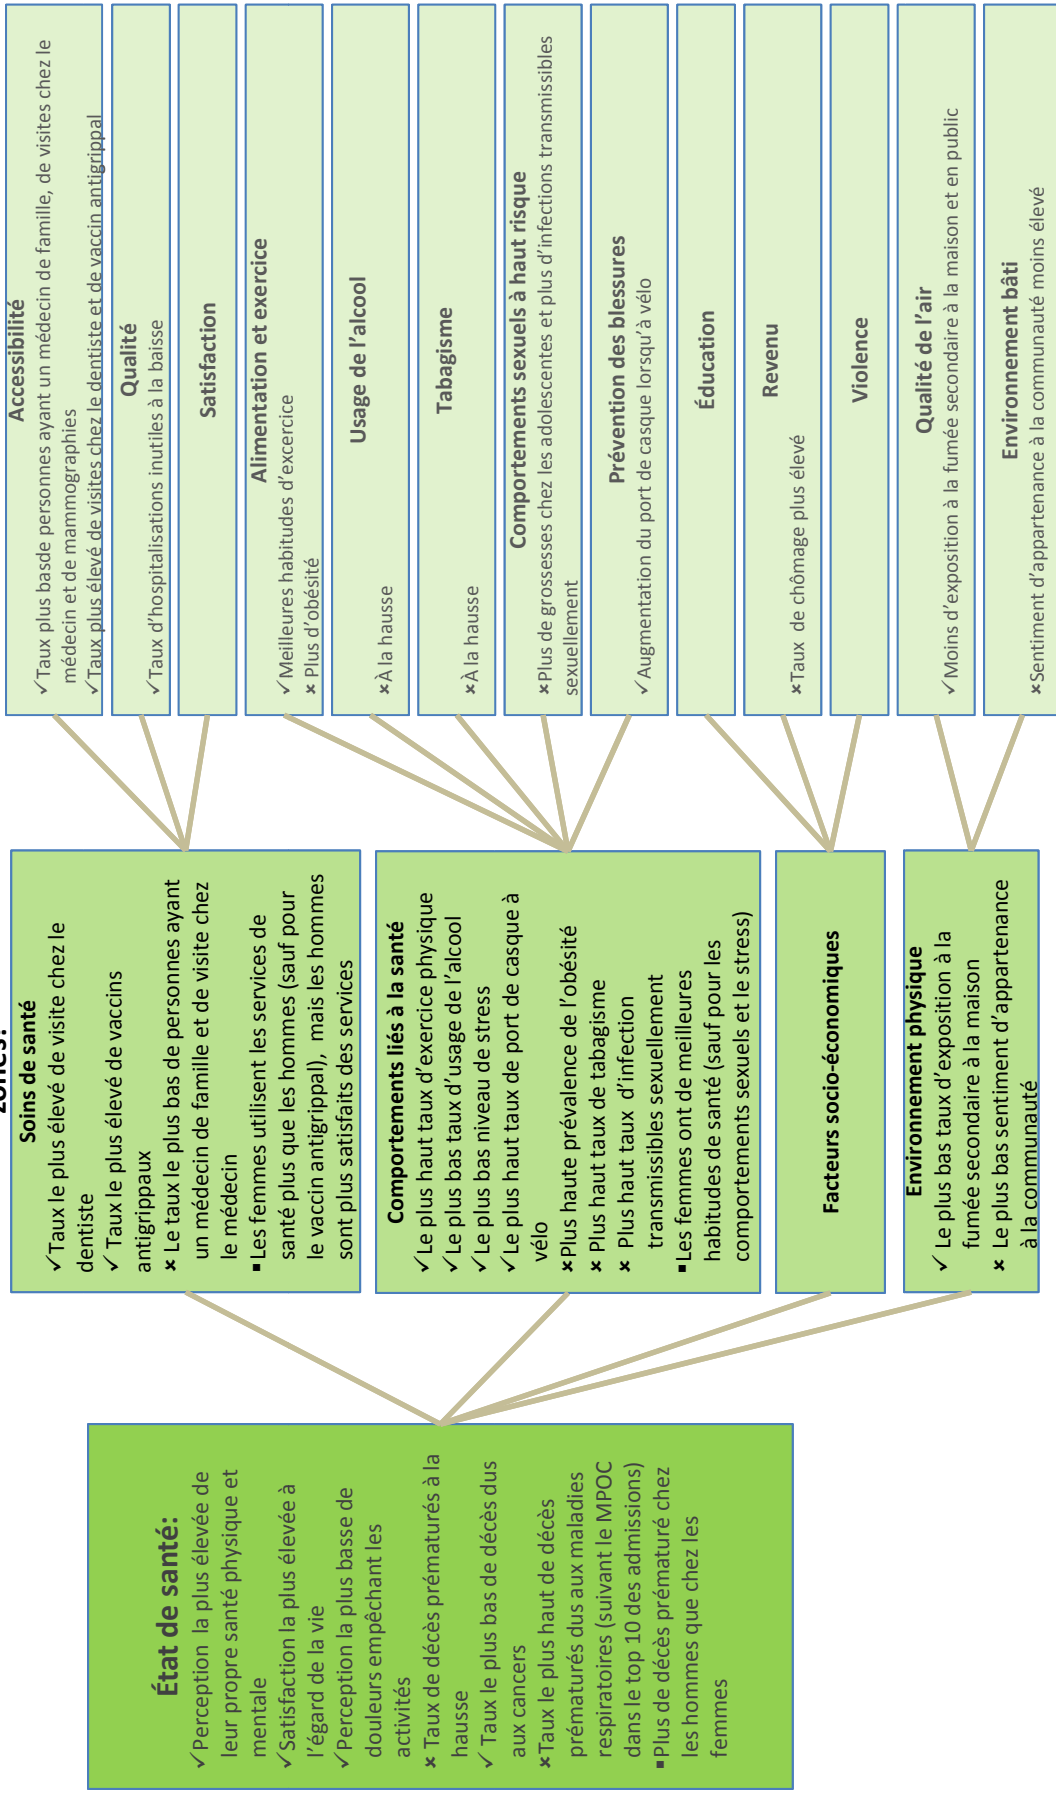 zones:
État de santé:
✓Perception la plus élevée de
leur propre santé physique et
mentale
✓Satisfaction la plus élevée à
l'égard de la vie
✓Perception la plus basse de
douleurs empêchant les
activités
× Taux de décès prématurés à la
hausse
✓ Taux le plus bas de décès dus
aux cancers
×Taux le plus haut de décès
prématurés dus aux maladies
respiratoires (suivant le MPOC
dans le top 10 des admissions)
▪Plus de décès prématuré chez
les hommes que chez les
femmes
Soins de santé
✓Taux le plus élevé de visite chez le
dentiste
✓ Taux le plus élevé de vaccins
antigrippaux
× Le taux le plus bas de personnes ayant
un médecin de famille et de visite chez
le médecin
▪Les femmes utilisent les services de
santé plus que les hommes (sauf pour
le vaccin antigrippal), mais les hommes
sont plus satisfaits des services
Comportements liés à la santé
✓Le plus haut taux d'exercice physique
✓Le plus bas taux d'usage de l'alcool
✓Le plus bas niveau de stress
✓Le plus haut taux de port de casque à
vélo
×Plus haute prévalence de l'obésité
× Plus haut taux de tabagisme
× Plus haut taux d'infection
transmissibles sexuellement
▪Les femmes ont de meilleures
habitudes de santé (sauf pour les
comportements sexuels et le stress)
Facteurs socio-économiques
Environnement physique
✓ Le plus bas taux d'exposition à la
fumée secondaire à la maison
× Le plus bas sentiment d'appartenance
à la communauté
Accessibilité
✓Taux plus basde personnes ayant un médecin de famille, de visites chez le
médecin et de mammographies
✓Taux plus élevé de visites chez le dentiste et de vaccin antigrippal
Qualité
✓Taux d'hospitalisations inutiles à la baisse
Satisfaction
Alimentation et exercice
✓Meilleures habitudes d'excercice
× Plus d'obésité
Usage de l'alcool
×À la hausse
Tabagisme
×À la hausse
Comportements sexuels à haut risque
×Plus de grossesses chez les adolescentes et plus d'infections transmissibles
sexuellement
Prévention des blessures
✓Augmentation du port de casque lorsqu'à vélo
Éducation
Revenu
×Taux de chômage plus élevé
Violence
Qualité de l'air
✓Moins d'exposition à la fumée secondaire à la maison et en public
Environnement bâti
×Sentiment d'appartenance à la communauté moins élevé